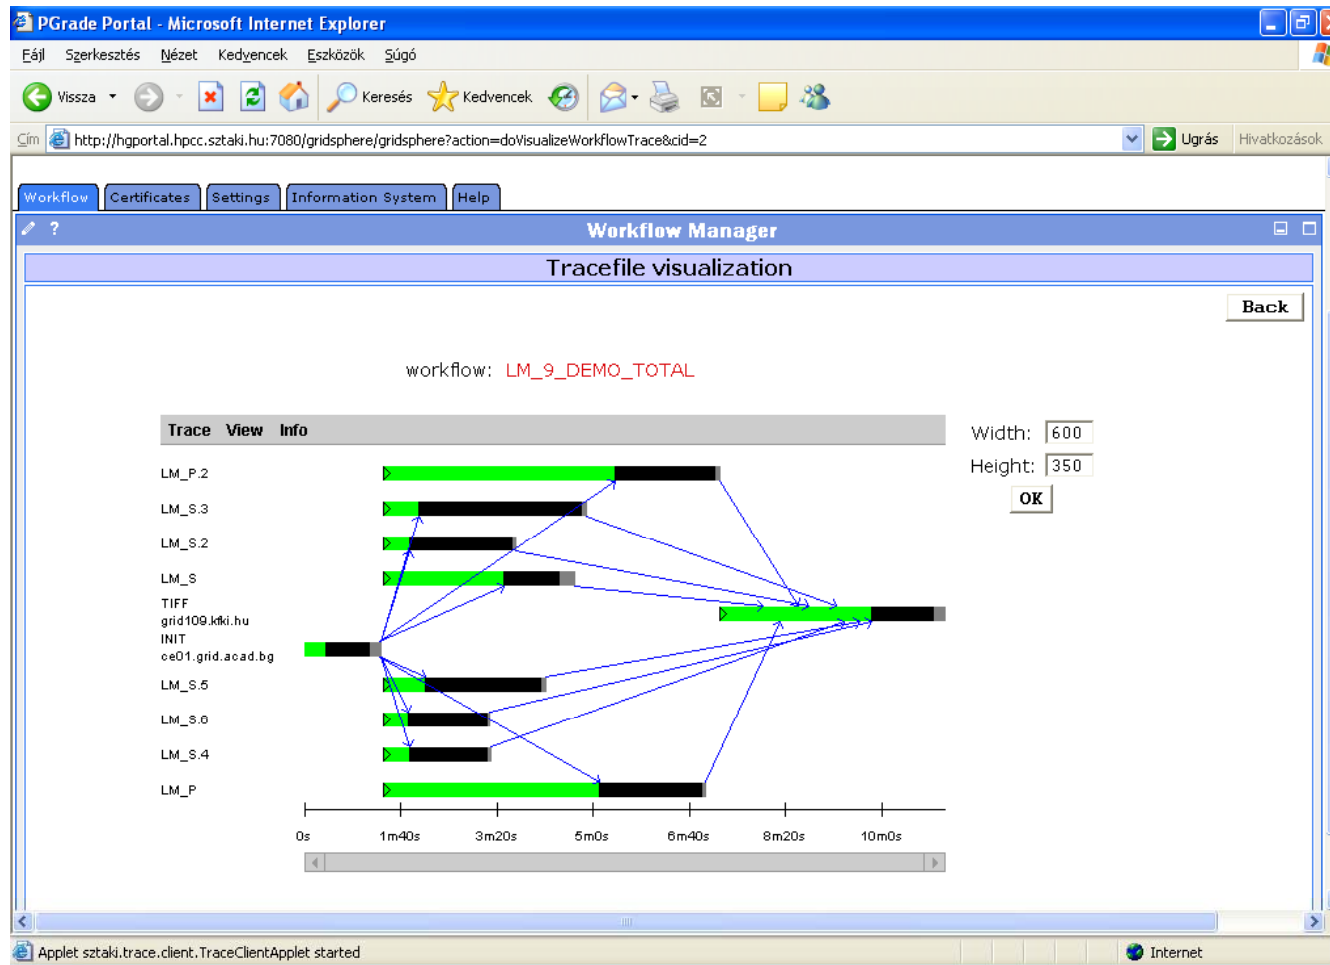 PGrade Portal - Microsoft Internet Explorer
Fájl Szerkesztés Nézet Kedvencek Eszközök Súgó
Vissza Keresés Kedvencek
Cím http://hgportal.hpcc.sztaki.hu:7080/gridsphere/gridsphere?action=doVisualizeWorkflowTrace&cid=2 Ugrás Hivatkozások
Workflow Certificates Settings Information System Help
? Workflow Manager
Tracefile visualization
Back
workflow: LM_9_DEMO_TOTAL
Trace View Info
Width: 600
Height: 350
OK
LM_P.2
LM_S.3
LM_S.2
LM_S
TIFF
grid109.kfki.hu
INIT
ce01.grid.acad.bg
LM_S.5
LM_S.6
LM_S.4
LM_P
0s 1m40s 3m20s 5m0s 6m40s 8m20s 10m0s
Applet sztaki.trace.client.TraceClientApplet started Internet